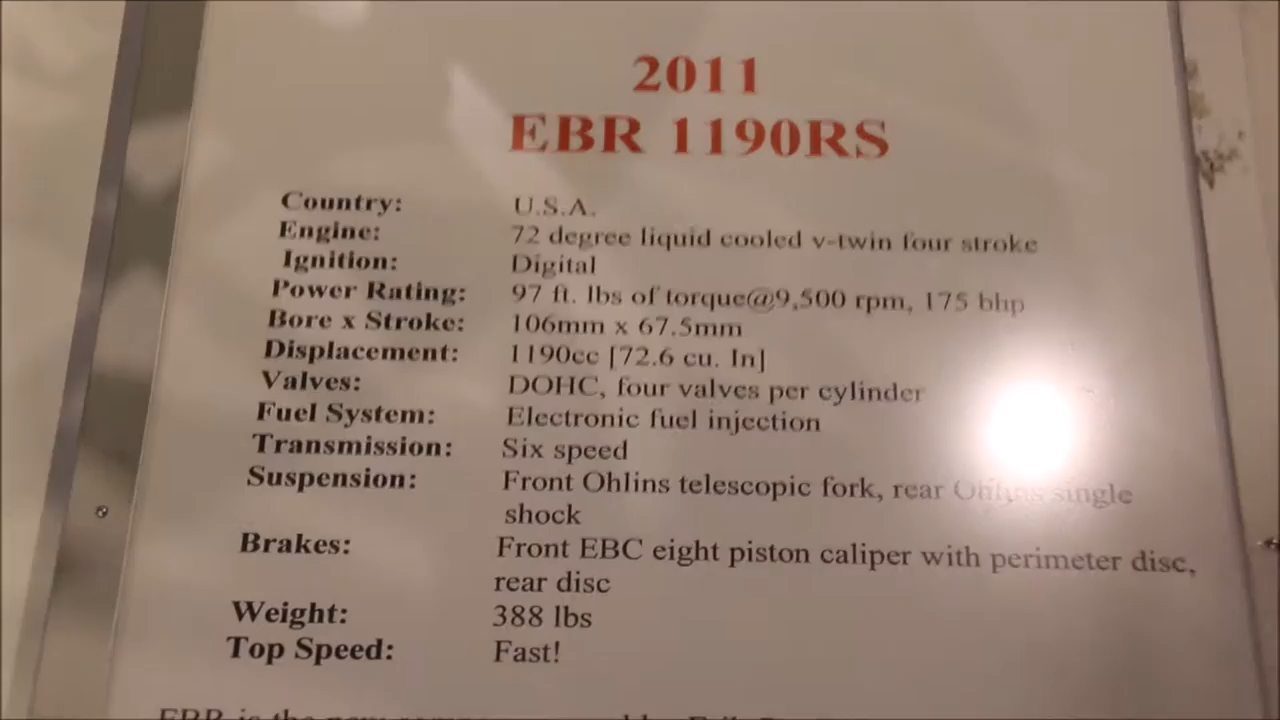 2011
EBR 1190RS
Country: U.S.A.
Engine: 72 degree liquid cooled v-twin four stroke
Ignition: Digital
Power Rating: 97 ft. lbs of torque@9,500 rpm, 175 bhp
Bore x Stroke: 106mm x 67.5mm
Displacement: 1190cc [72.6 cu. In]
Valves: DOHC, four valves per cylinder
Fuel System: Electronic fuel injection
Transmission: Six speed
Suspension: Front Ohlins telescopic fork, rear Ohlins single
shock
Brakes: Front EBC eight piston caliper with perimeter disc,
rear disc
Weight: 388 lbs
Top Speed: Fast!
EBR is the new